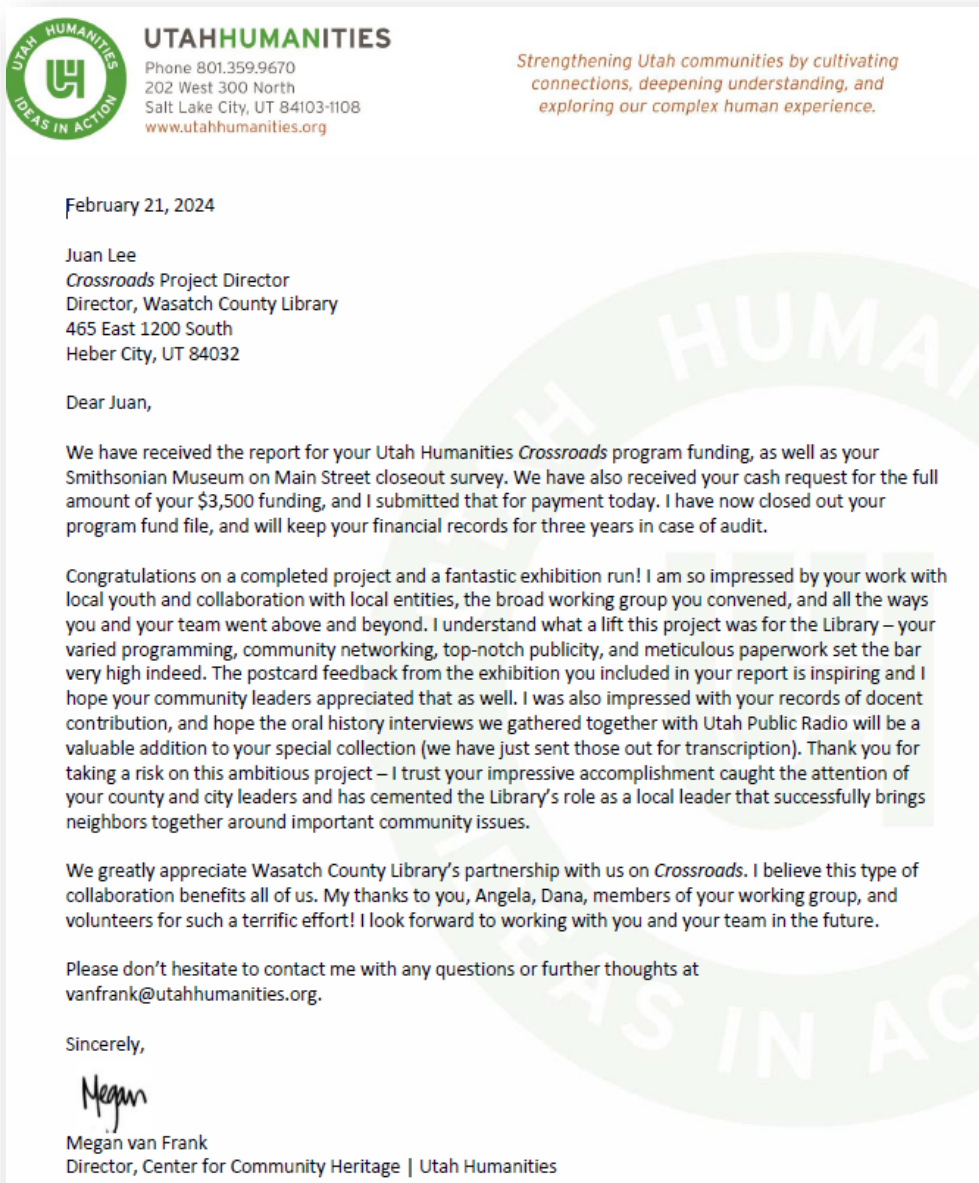 UTAH HUMANITIES
UH
IDEAS IN ACTION
UTAHHUMANITIES
Phone 801.359.9670
202 West 300 North
Salt Lake City, UT 84103-1108
www.utahhumanities.org
Strengthening Utah communities by cultivating
connections, deepening understanding, and
exploring our complex human experience.
February 21, 2024
Juan Lee
Crossroads Project Director
Director, Wasatch County Library
465 East 1200 South
Heber City, UT 84032
Dear Juan,
We have received the report for your Utah Humanities Crossroads program funding, as well as your
Smithsonian Museum on Main Street closeout survey. We have also received your cash request for the full
amount of your $3,500 funding, and I submitted that for payment today. I have now closed out your
program fund file, and will keep your financial records for three years in case of audit.
Congratulations on a completed project and a fantastic exhibition run! I am so impressed by your work with
local youth and collaboration with local entities, the broad working group you convened, and all the ways
you and your team went above and beyond. I understand what a lift this project was for the Library – your
varied programming, community networking, top-notch publicity, and meticulous paperwork set the bar
very high indeed. The postcard feedback from the exhibition you included in your report is inspiring and I
hope your community leaders appreciated that as well. I was also impressed with your records of docent
contribution, and hope the oral history interviews we gathered together with Utah Public Radio will be a
valuable addition to your special collection (we have just sent those out for transcription). Thank you for
taking a risk on this ambitious project – I trust your impressive accomplishment caught the attention of
your county and city leaders and has cemented the Library's role as a local leader that successfully brings
neighbors together around important community issues.
We greatly appreciate Wasatch County Library's partnership with us on Crossroads. I believe this type of
collaboration benefits all of us. My thanks to you, Angela, Dana, members of your working group, and
volunteers for such a terrific effort! I look forward to working with you and your team in the future.
Please don't hesitate to contact me with any questions or further thoughts at
vanfrank@utahhumanities.org.
Sincerely,
Megan
Megan van Frank
Director, Center for Community Heritage | Utah Humanities